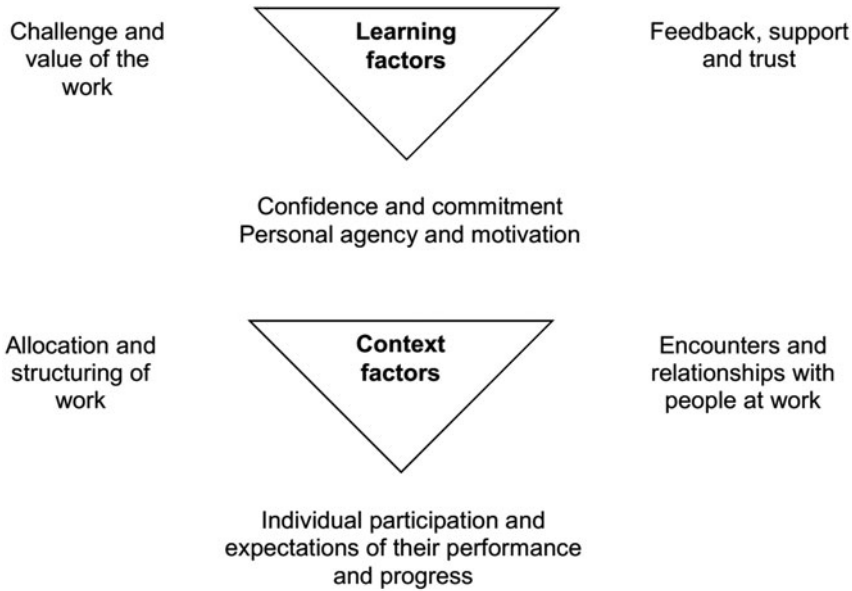 Challenge and
value of the
work
Learning
factors
Feedback, support
and trust
Confidence and commitment
Personal agency and motivation
Allocation and
structuring of
work
Context
factors
Encounters and
relationships with
people at work
Individual participation and
expectations of their performance
and progress